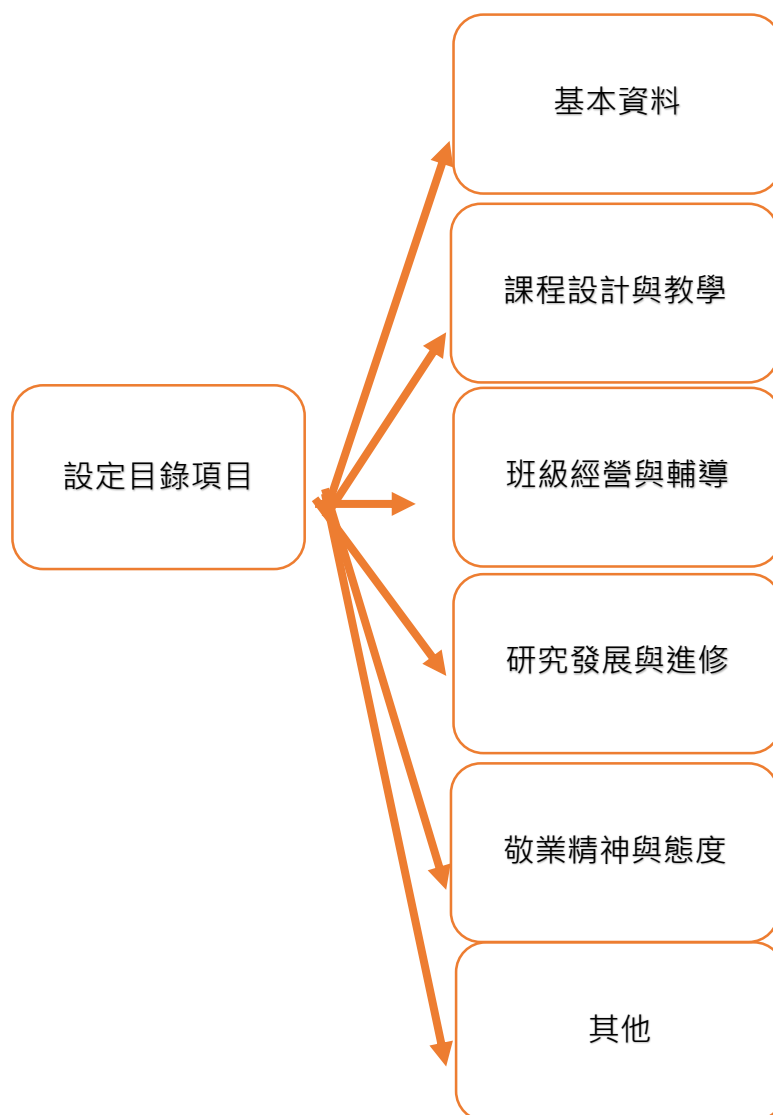 設定目錄項目
基本資料
課程設計與教學
班級經營與輔導
研究發展與進修
敬業精神與態度
其他